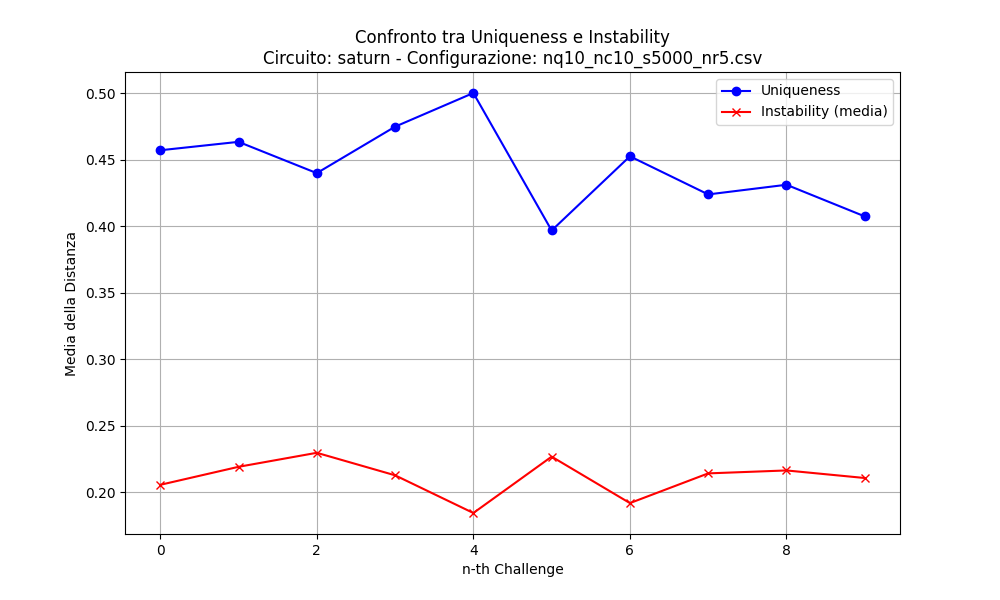 Confronto tra Uniqueness e Instability
Circuito: saturn - Configurazione: nq10_nc10_s5000_nr5.csv
Uniqueness
Instability (media)
Media della Distanza
0.50
0.45
0.40
0.35
0.30
0.25
0.20
0 2 4 6 8
n-th Challenge